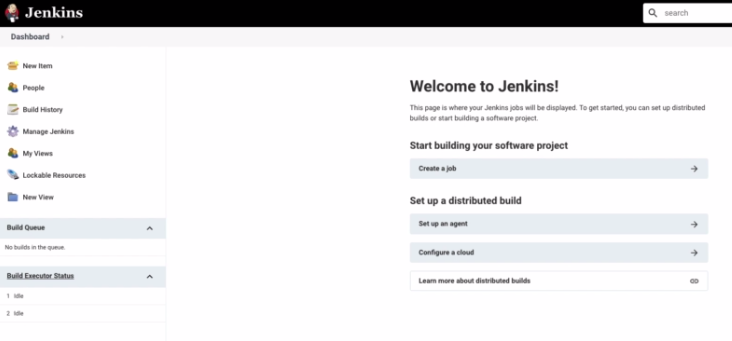 Jenkins
search
Dashboard
New Item
People
Build History
Manage Jenkins
My Views
Lockable Resources
New View
Build Queue
No builds in the queue.
Build Executor Status
1 Idle
2 Idle
Welcome to Jenkins!
This page is where your Jenkins jobs will be displayed. To get started, you can set up distributed
builds or start building a software project.
Start building your software project
Create a job
Set up a distributed build
Set up an agent
Configure a cloud
Learn more about distributed builds